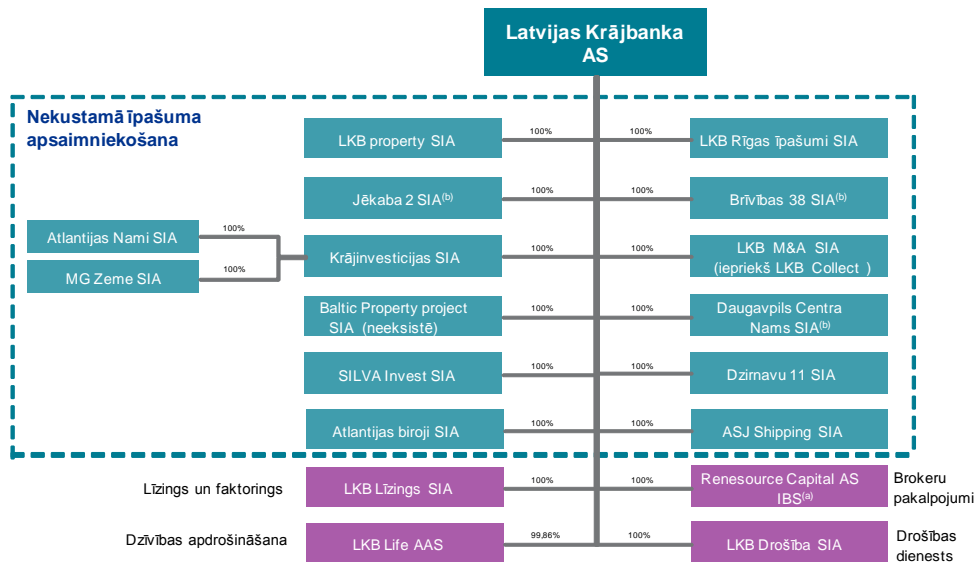 Latvijas Krājbanka
AS
Nekustamā īpašuma
apsaimniekošana
LKB property SIA
100%
100%
LKB Rīgas īpašumi SIA
Jēkaba 2 SIA(b)
100%
100%
Brīvības 38 SIA(b)
Atlantijas Nami SIA
100%
MG Zeme SIA
100%
Krājinvesticijas SIA
100%
100%
LKB M&A SIA
(iepriekš LKB Collect )
Baltic Property project
SIA (neeksistē)
100%
100%
Daugavpils Centra
Nams SIA(b)
SILVA Invest SIA
100%
100%
Dzirnavu 11 SIA
Atlantijas biroji SIA
100%
100%
ASJ Shipping SIA
Līzings un faktorings
LKB Līzings SIA
100%
100%
Renesource Capital AS
IBS(a)
Brokeru
pakalpojumi
Dzīvības apdrošināšana
LKB Life AAS
99,86%
100%
LKB Drošība SIA
Drošības
dienests